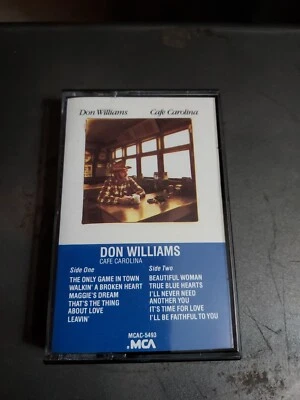 Don Williams Cafe Carolina
DON WILLIAMS
CAFE CAROLINA
Side One
THE ONLY GAME IN TOWN
WALKIN' A BROKEN HEART
MAGGIE'S DREAM
THAT'S THE THING
ABOUT LOVE
LEAVIN'
Side Two
BEAUTIFUL WOMAN
TRUE BLUE HEARTS
I'LL NEVER NEED
ANOTHER YOU
IT'S TIME FOR LOVE
I'LL BE FAITHFUL TO YOU
MCAC-5493
.MCA